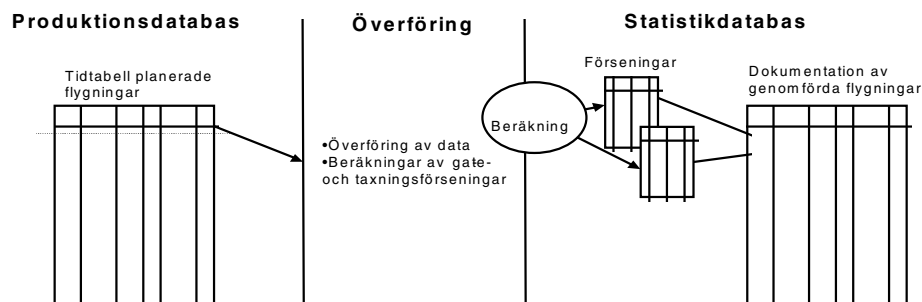 Produktionsdatabas
Överföring
Statistikdatabas
Tidtabell planerade
flygningar
•Överföring av data
•Beräkningar av gate-
och taxningsförseningar
Beräkning
Förseningar
Dokumentation av
genomförda flygningar